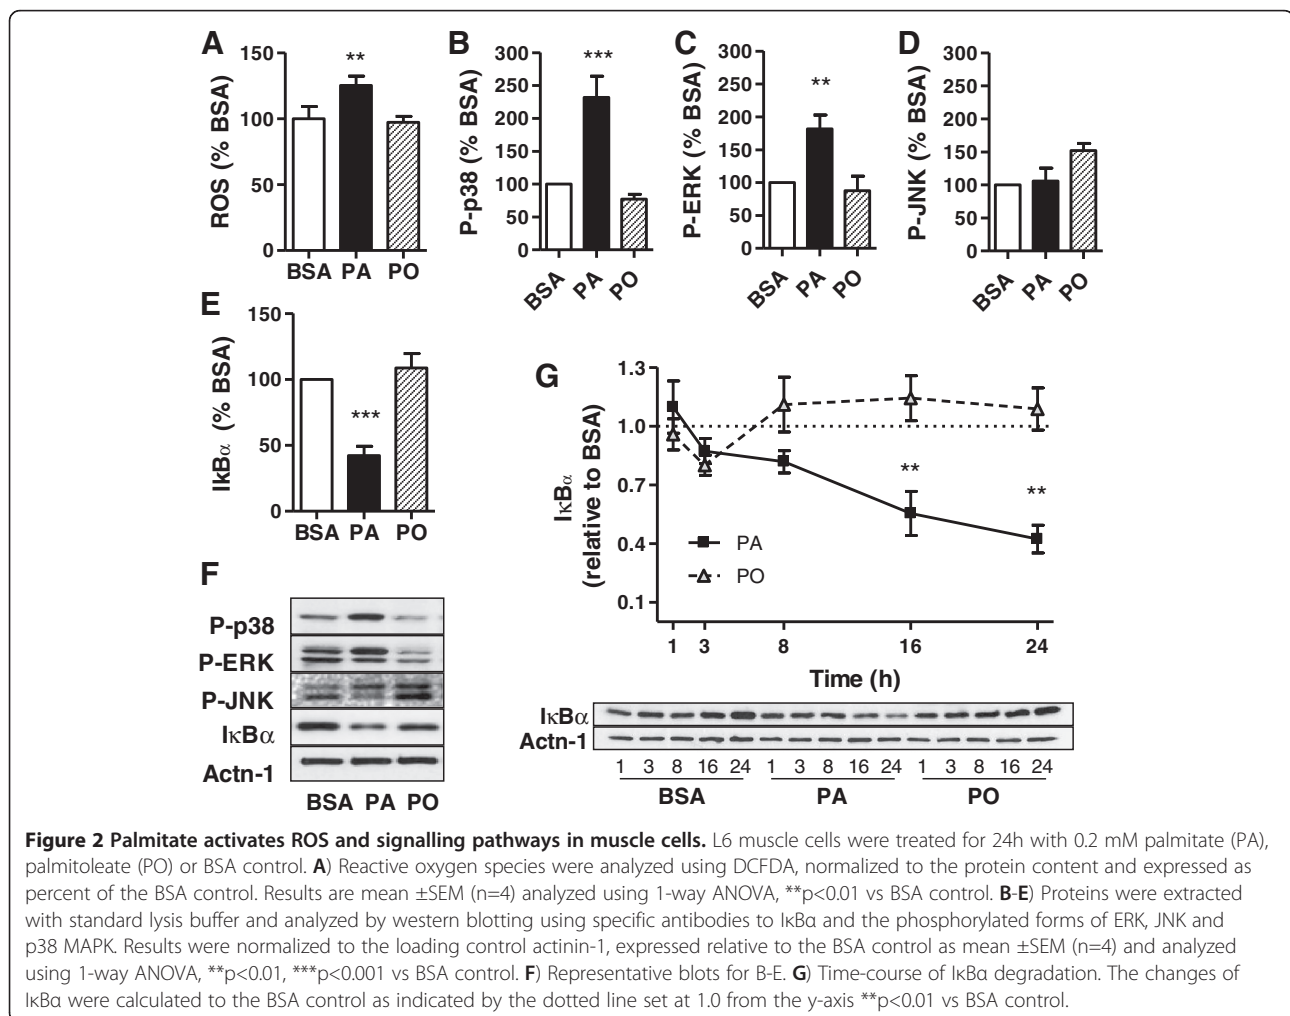 A
150
100
50
0
ROS (% BSA)
**
BSA PA PO
B
300
250
200
150
100
50
0
P-p38 (% BSA)
***
BSA PA PO
C
300
250
200
150
100
50
0
P-ERK (% BSA)
**
BSA PA PO
D
300
250
200
150
100
50
0
P-JNK (% BSA)
BSA PA PO
E
150
100
50
0
IkBα (% BSA)
***
BSA PA PO
G
1.3
1.0
0.7
0.4
0.1
IκBα
(relative to BSA)
**
**
PA
PO
1 3 8 16 24
Time (h)
F
P-p38
P-ERK
P-JNK
IκBα
Actn-1
BSA PA PO
IκBα
Actn-1
1 3 8 16 24 1 3 8 16 24 1 3 8 16 24
BSA PA PO
Figure 2 Palmitate activates ROS and signalling pathways in muscle cells. L6 muscle cells were treated for 24h with 0.2 mM palmitate (PA),
palmitoleate (PO) or BSA control. A) Reactive oxygen species were analyzed using DCFDA, normalized to the protein content and expressed as
percent of the BSA control. Results are mean ±SEM (n=4) analyzed using 1-way ANOVA, **p<0.01 vs BSA control. B-E) Proteins were extracted
with standard lysis buffer and analyzed by western blotting using specific antibodies to IκBα and the phosphorylated forms of ERK, JNK and
p38 MAPK. Results were normalized to the loading control actinin-1, expressed relative to the BSA control as mean ±SEM (n=4) and analyzed
using 1-way ANOVA, **p<0.01, ***p<0.001 vs BSA control. F) Representative blots for B-E. G) Time-course of IκBα degradation. The changes of
IκBα were calculated to the BSA control as indicated by the dotted line set at 1.0 from the y-axis **p<0.01 vs BSA control.